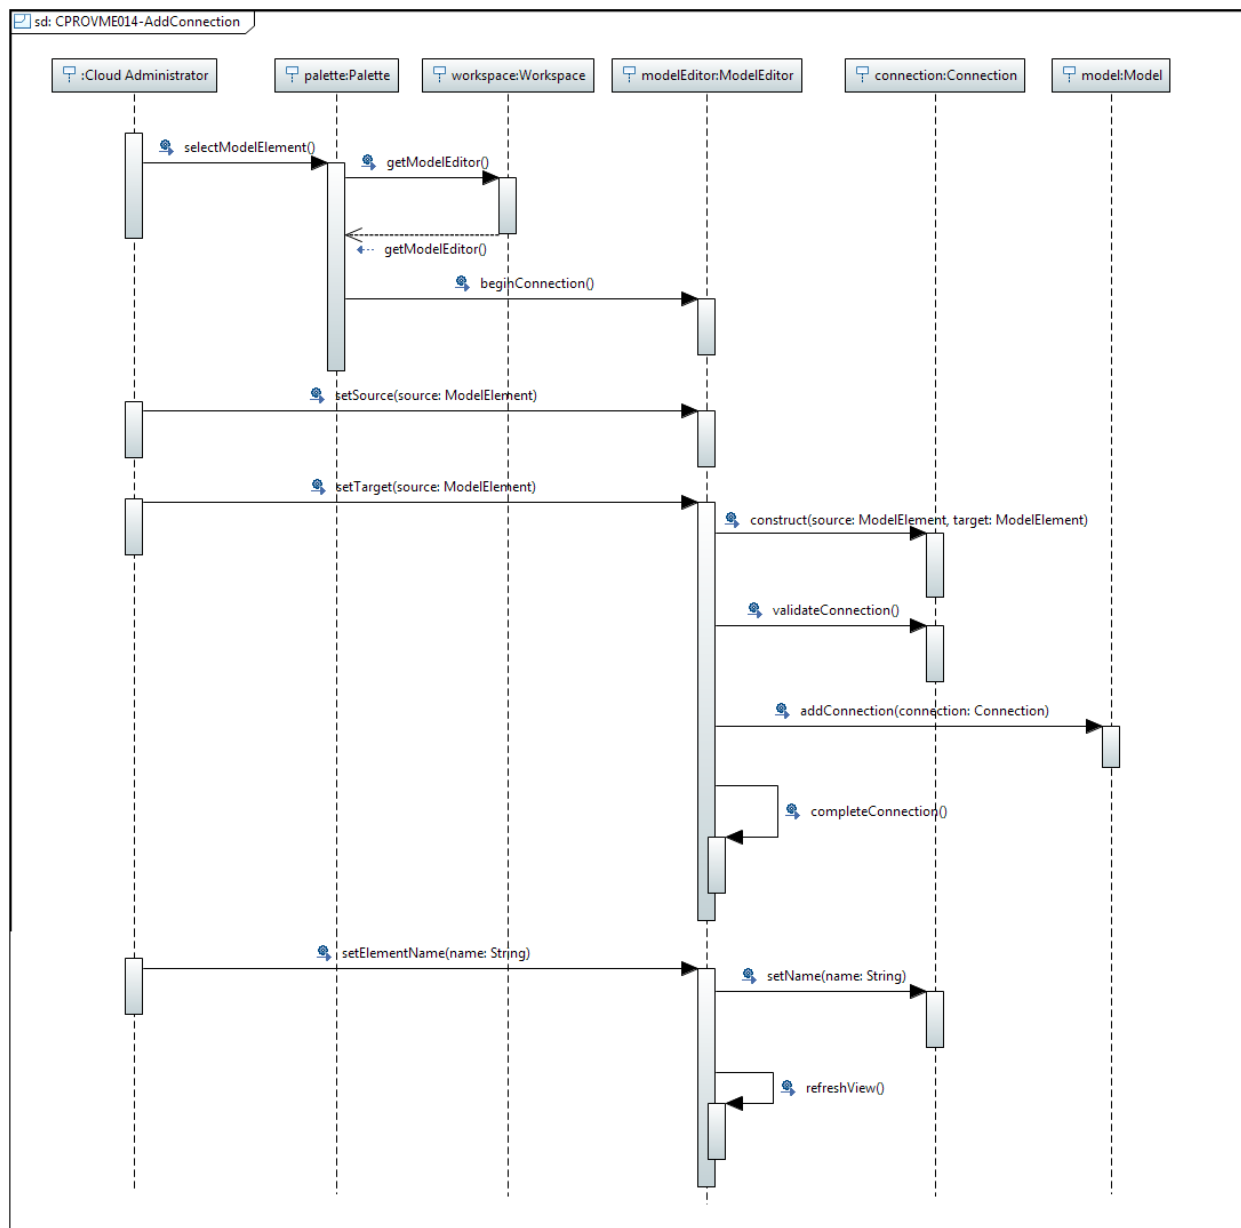 sd: CPROVME014-AddConnection
:Cloud Administrator
palette:Palette
workspace:Workspace
modelEditor:ModelEditor
connection:Connection
model:Model
selectModelElement()
getModelEditor()
getModelEditor()
beginConnection()
setSource(source: ModelElement)
setTarget(source: ModelElement)
construct(source: ModelElement, target: ModelElement)
validateConnection()
addConnection(connection: Connection)
completeConnection()
setElementName(name: String)
setName(name: String)
refreshView()